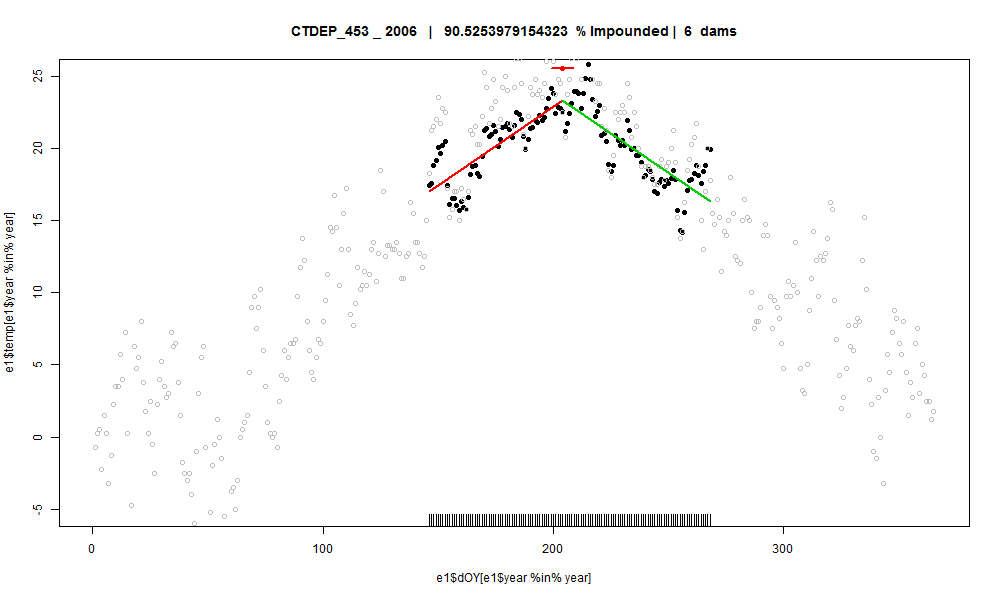 CTDEP_453 _ 2006 | 90.5253979154323 % Impounded | 6 dams
e1$temp[e1$year %in% year]
25
20
15
10
5
0
-5
0 100 200 300
e1$dOY[e1$year %in% year]